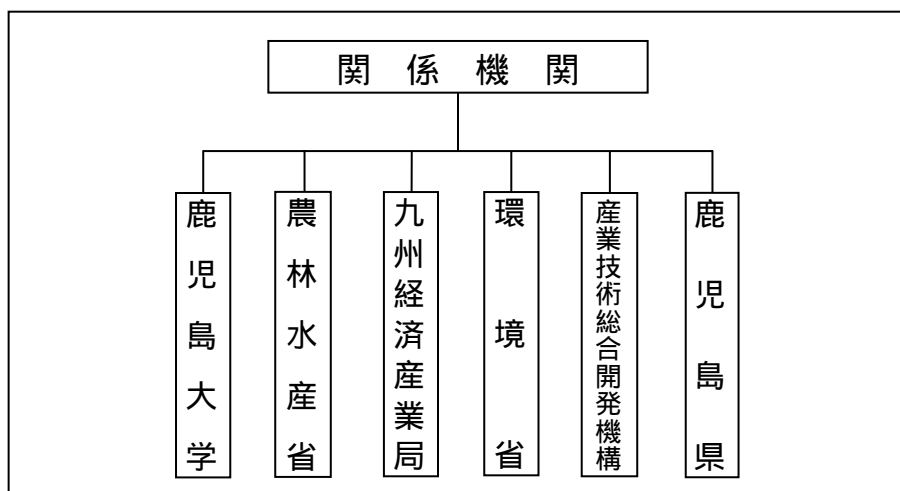 関係機関
鹿児島大学
農林水産省
九州経済産業局
環境省
産業技術総合開発機構
鹿児島県